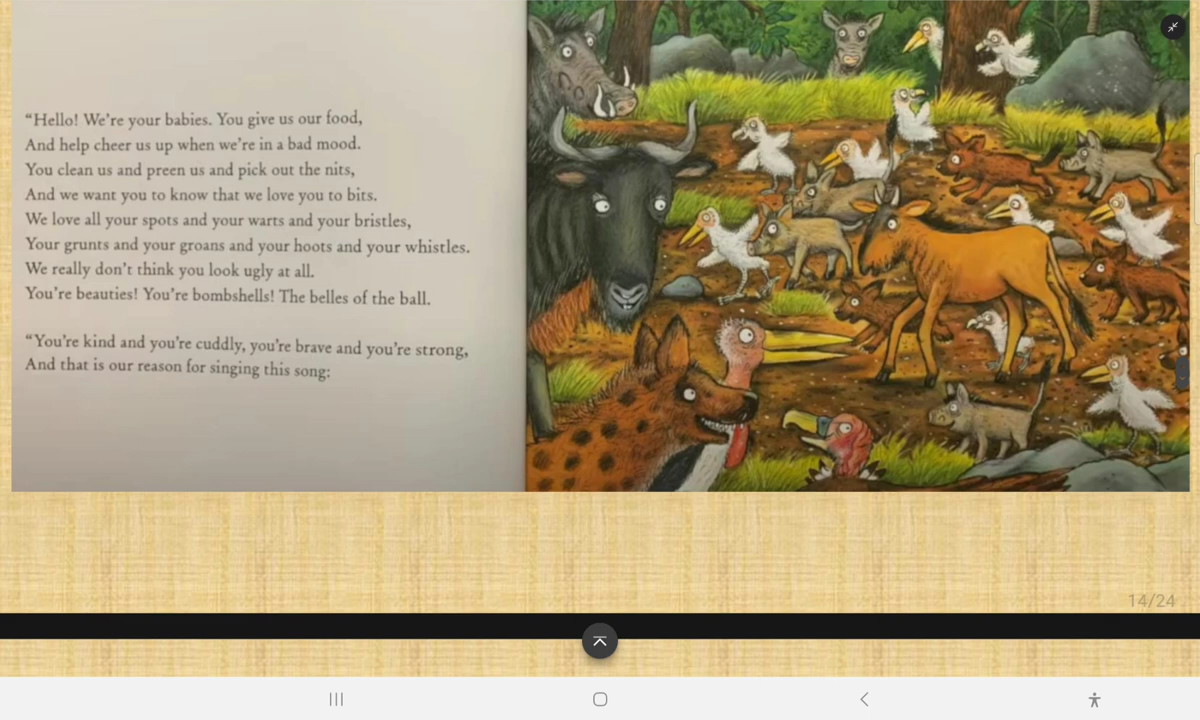 “Hello! We’re your babies. You give us our food,
And help cheer us up when we’re in a bad mood.
You clean us and preen us and pick out the nits,
And we want you to know that we love you to bits.
We love all your spots and your warts and your bristles,
Your grunts and your groans and your hoots and your whistles.
We really don’t think you look ugly at all.
You’re beauties! You’re bombshells! The belles of the ball.
“You’re kind and you’re cuddly, you’re brave and you’re strong,
And that is our reason for singing this song:
14/24